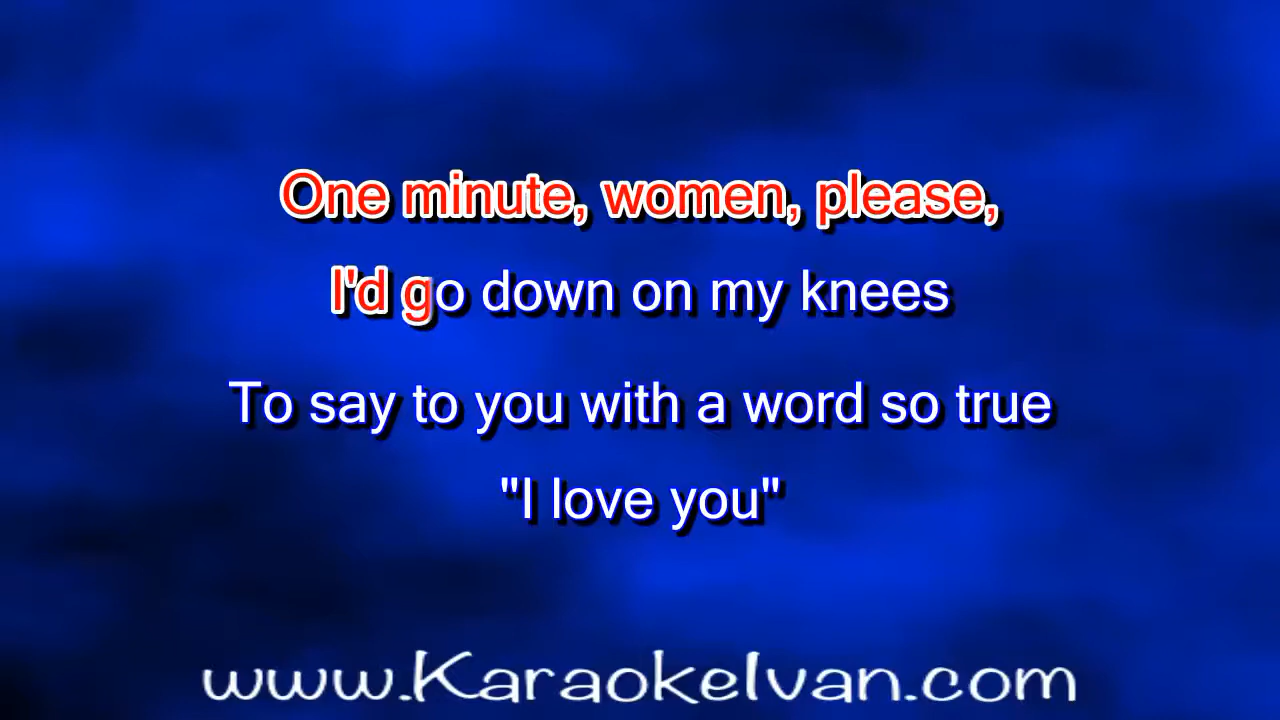 One minute, women, please,
I'd go down on my knees
To say to you with a word so true
"I love you"
www.KaraokeIvan.com